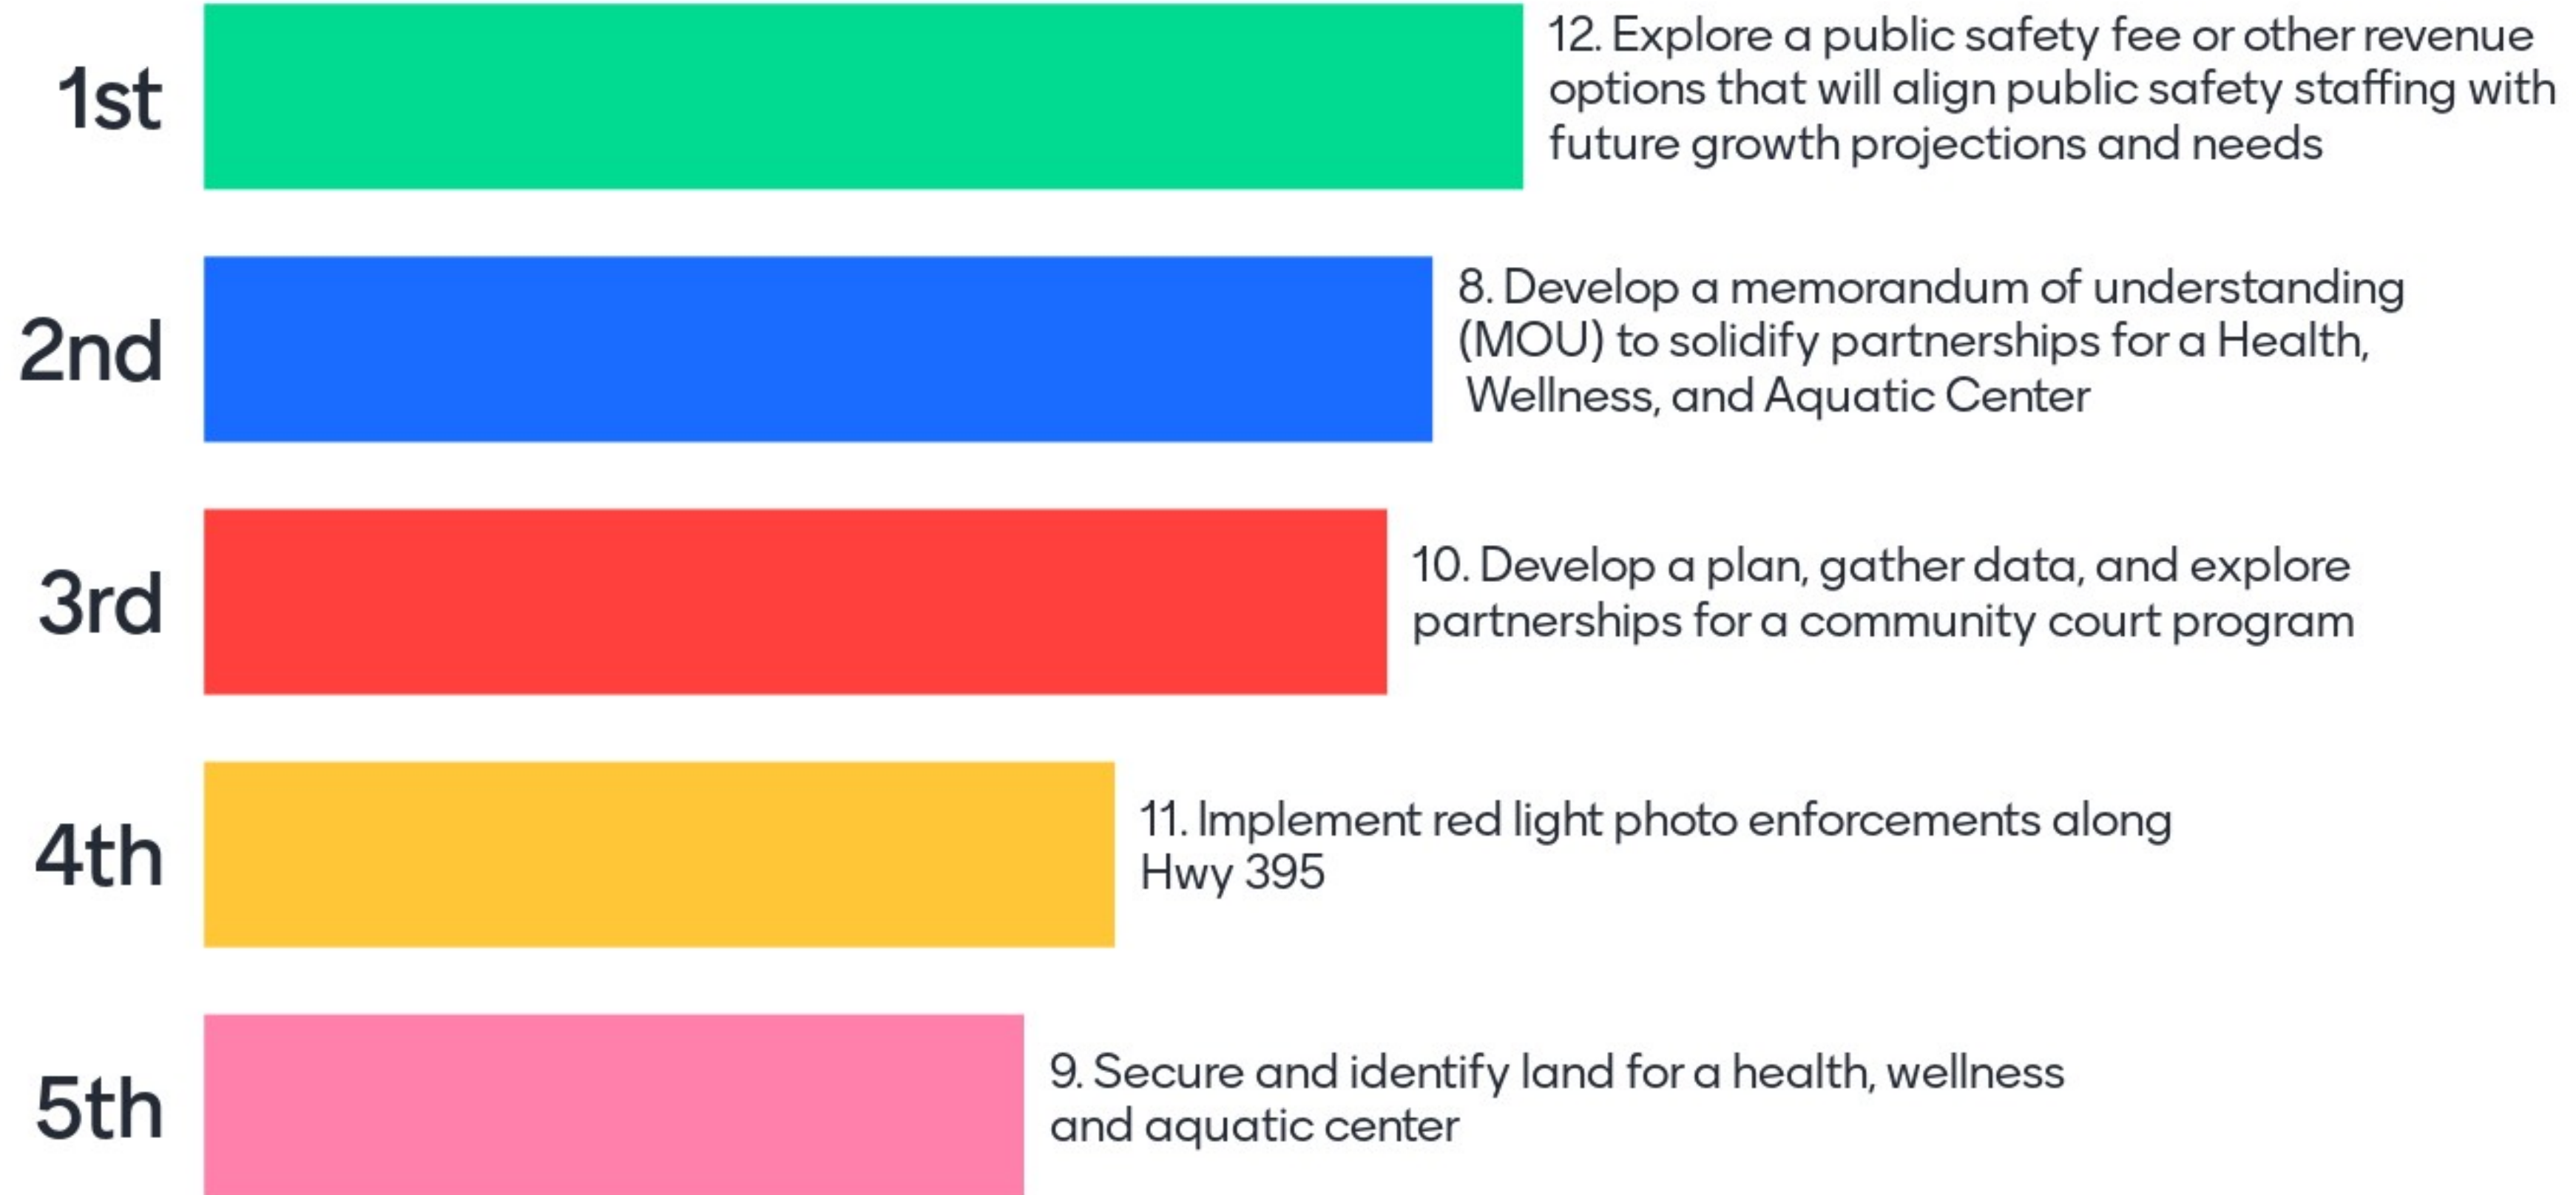 1st
12. Explore a public safety fee or other revenue
options that will align public safety staffing with
future growth projections and needs
2nd
8. Develop a memorandum of understanding
(MOU) to solidify partnerships for a Health,
Wellness, and Aquatic Center
3rd
10. Develop a plan, gather data, and explore
partnerships for a community court program
4th
11. Implement red light photo enforcements along
Hwy 395
5th
9. Secure and identify land for a health, wellness
and aquatic center